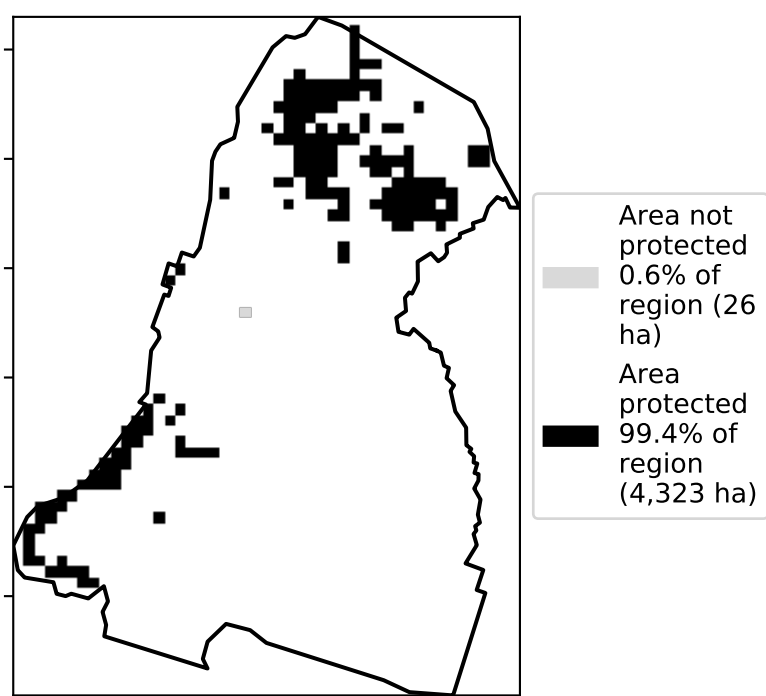 Area not
protected
0.6% of
region (26
ha)
Area
protected
99.4% of
region
(4,323 ha)